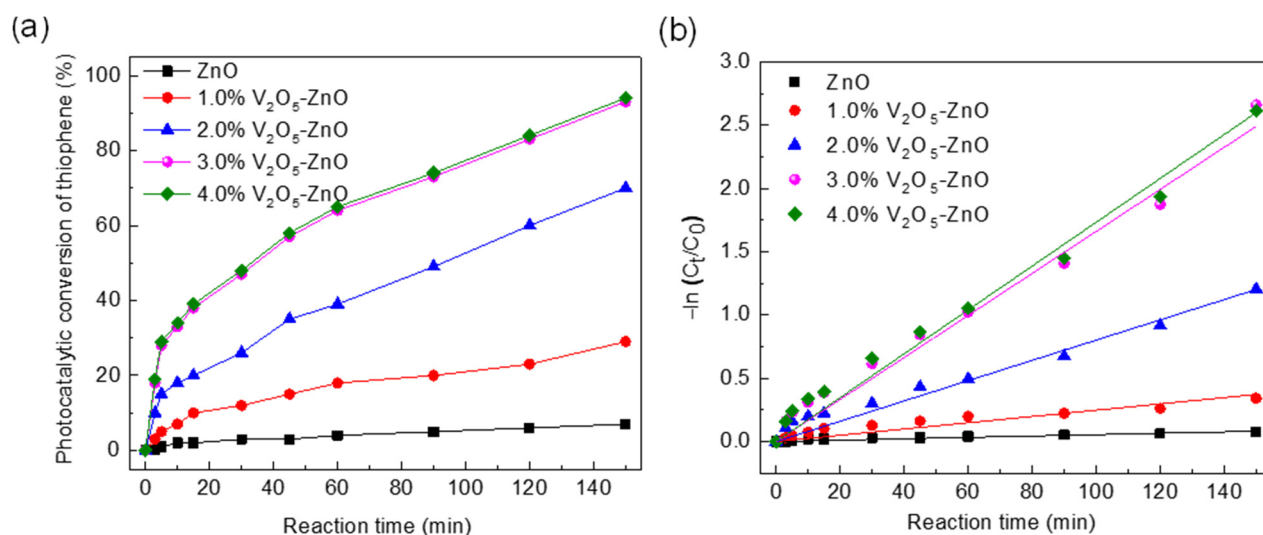 (a)
Photocatalytic conversion of thiophene (%)
100
80
60
40
20
0
ZnO
1.0% V₂O₅-ZnO
2.0% V₂O₅-ZnO
3.0% V₂O₅-ZnO
4.0% V₂O₅-ZnO
0 20 40 60 80 100 120 140
Reaction time (min)
(b)
–ln (Cₜ/C₀)
3.0
2.5
2.0
1.5
1.0
0.5
0.0
ZnO
1.0% V₂O₅-ZnO
2.0% V₂O₅-ZnO
3.0% V₂O₅-ZnO
4.0% V₂O₅-ZnO
0 20 40 60 80 100 120 140
Reaction time (min)